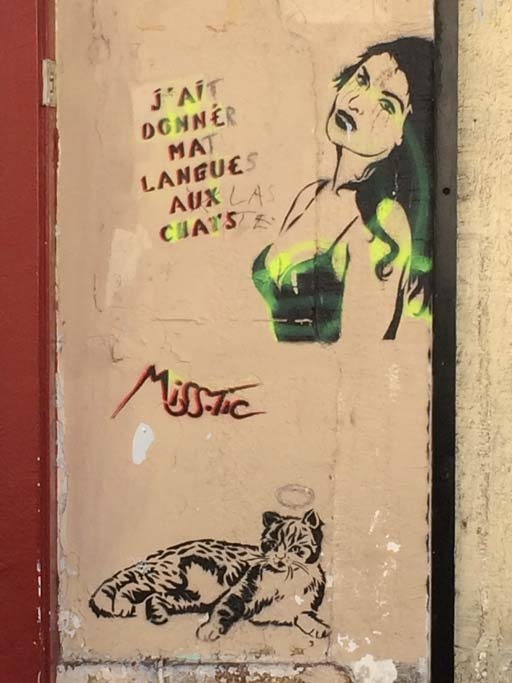 J'AI
DONNÉ
MA
LANGUE
AUX
CHATS
MISS.TIC